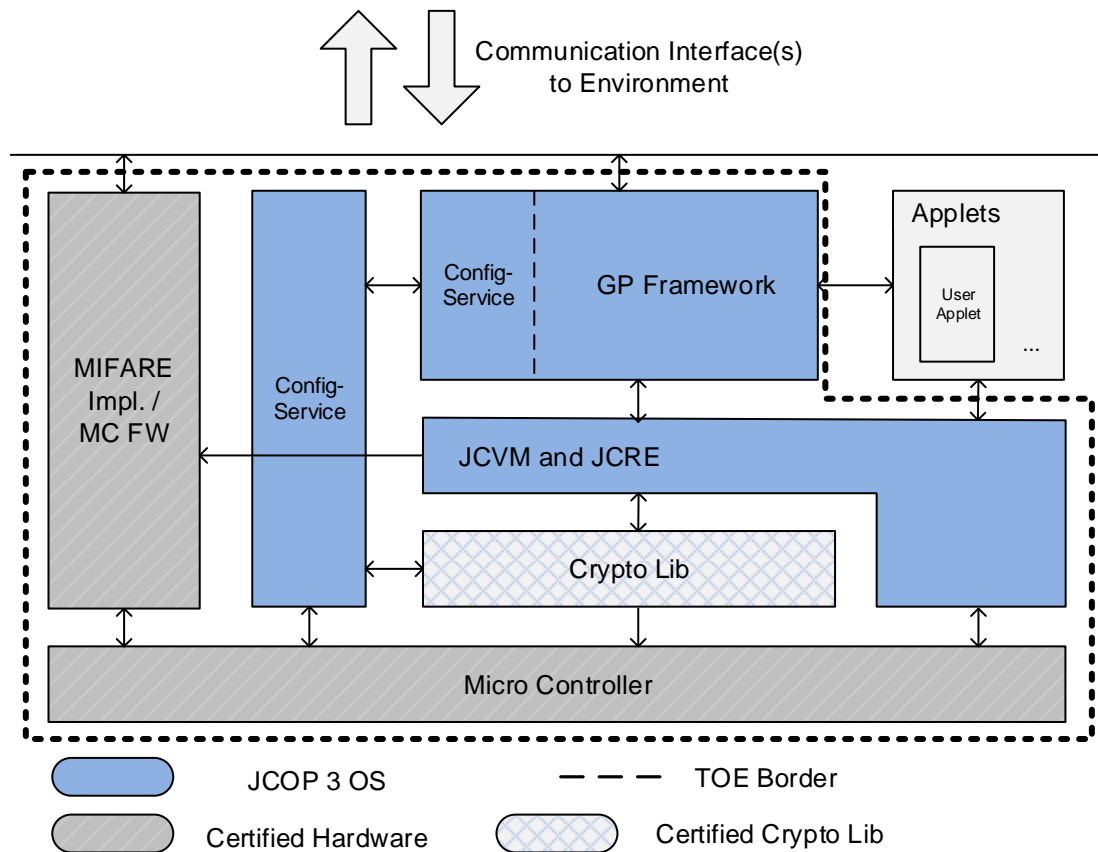 Communication Interface(s)
to Environment
Applets
User
Applet
...
Config-
Service
GP Framework
MIFARE
Impl. /
MC FW
Config-
Service
JCVM and JCRE
Crypto Lib
Micro Controller
JCOP 3 OS
TOE Border
Certified Hardware
Certified Crypto Lib